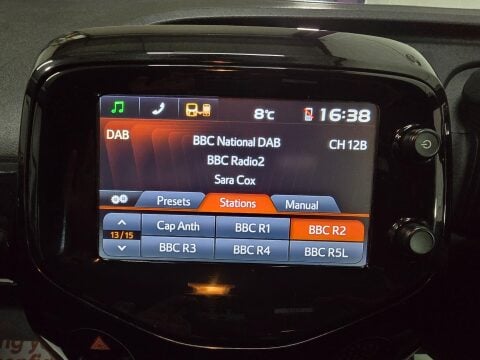 8°C 16:38
DAB
BBC National DAB
CH 12B
BBC Radio2
Sara Cox
Presets Stations Manual
Cap Anth BBC R1 BBC R2
13 / 15
BBC R3 BBC R4 BBC R5L